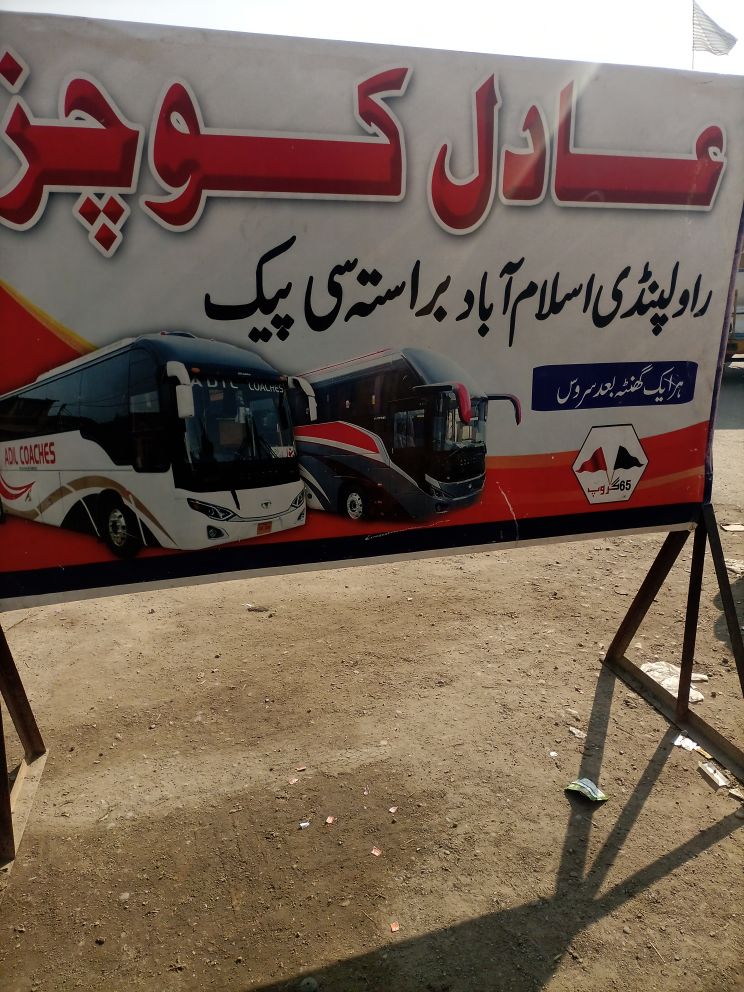 عادل کوچز
راولپنڈی اسلام آباد براستہ سی پیک
ہر ایک گھنٹہ بعد سروس
ADIL COACHES
ADIL COACHES
65 گروپ